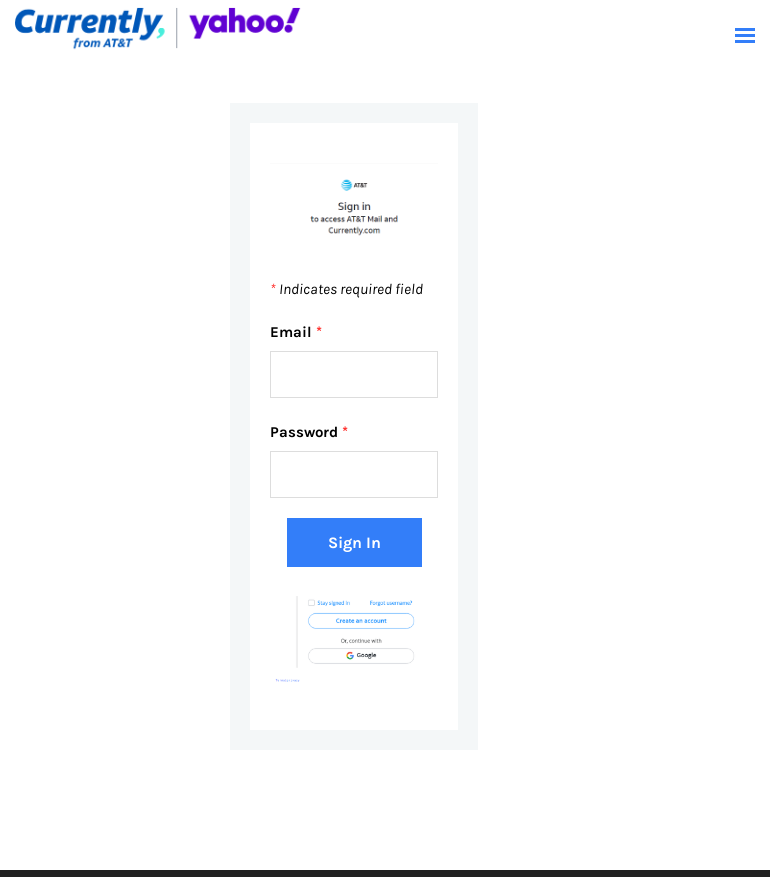 Currently,
from AT&T
yahoo!
AT&T
Sign in
to access AT&T Mail and
Currently.com
* Indicates required field
Email *
Password *
Sign In
Stay signed in Forgot username?
Create an account
Or, continue with
Google